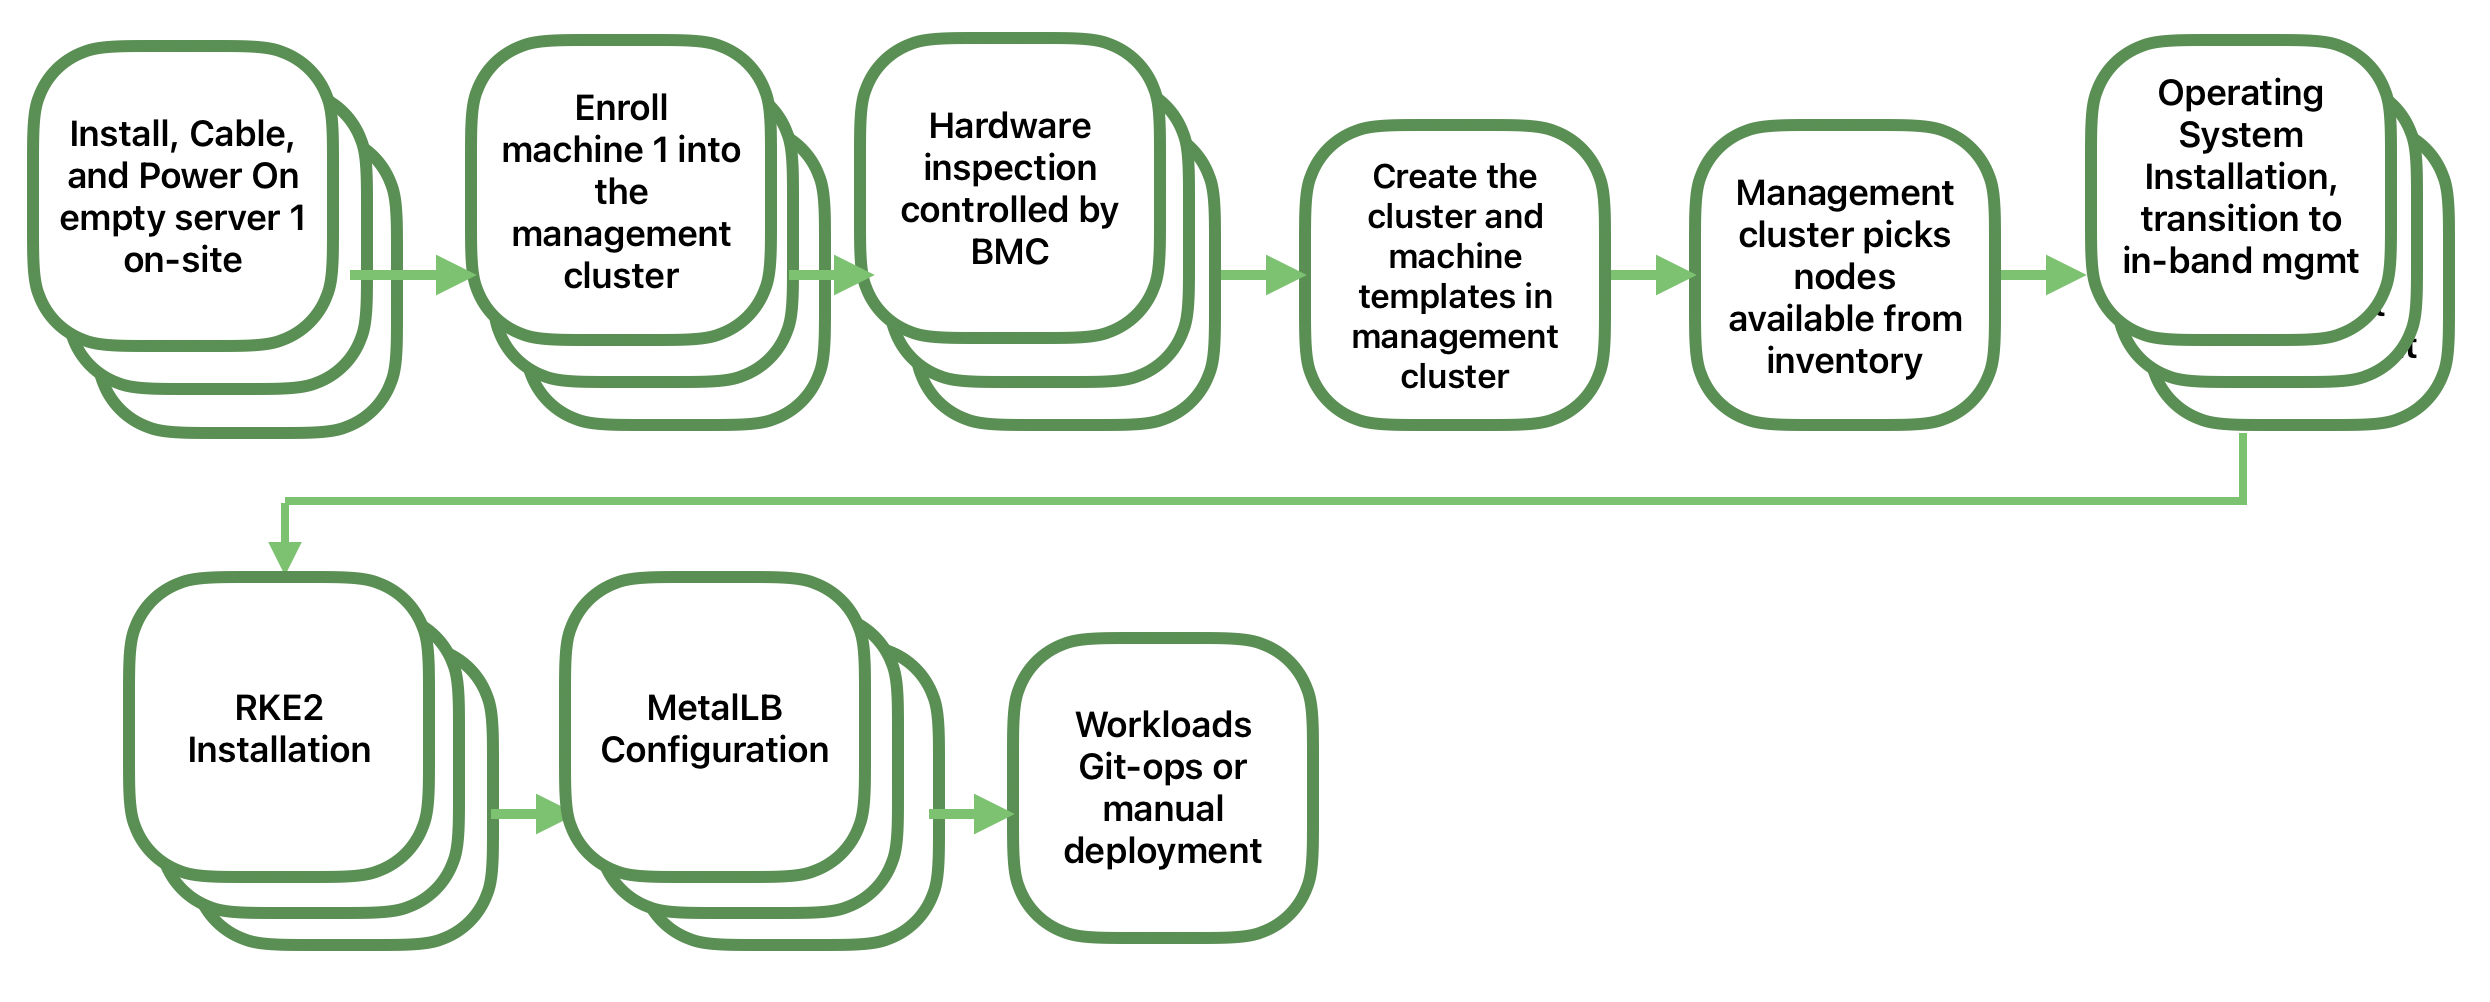 Install, Cable,
and Power On
empty server 1
on-site
Enroll
machine 1 into
the
management
cluster
Hardware
inspection
controlled by
BMC
Create the
cluster and
machine
templates in
management
cluster
Management
cluster picks
nodes
available from
inventory
Operating
System
Installation,
transition to
in-band mgmt
RKE2
Installation
MetalLB
Configuration
Workloads
Git-ops or
manual
deployment